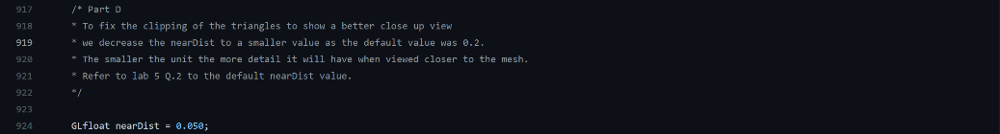 917 /* Part D
918 * To fix the clipping of the triangles to show a better close up view
919 * we decrease the nearDist to a smaller value as the default value was 0.2.
920 * The smaller the unit the more detail it will have when viewed closer to the mesh.
921 * Refer to lab 5 Q.2 to the default nearDist value.
922 */
923
924 GLfloat nearDist = 0.050;